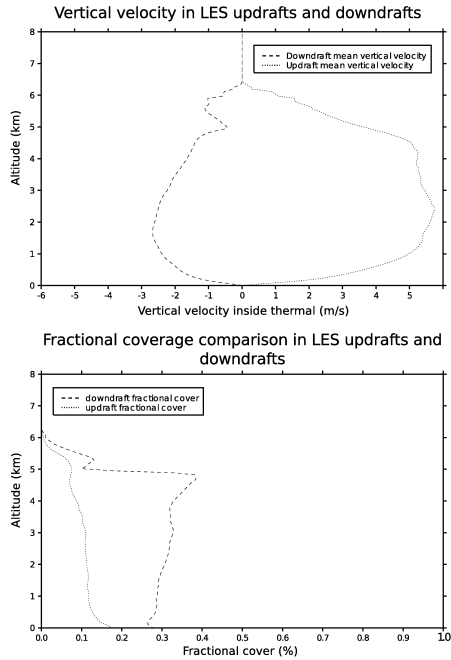 Vertical velocity in LES updrafts and downdrafts
8
7
6
5
4
3
2
1
0
Altitude (km)
Downdraft mean vertical velocity
Updraft mean vertical velocity
-6 -5 -4 -3 -2 -1 0 1 2 3 4 5
Vertical velocity inside thermal (m/s)
Fractional coverage comparison in LES updrafts and
downdrafts
8
7
6
5
4
3
2
1
0
Altitude (km)
downdraft fractional cover
updraft fractional cover
0.0 0.1 0.2 0.3 0.4 0.5 0.6 0.7 0.8 0.9 1.0
Fractional cover (%)